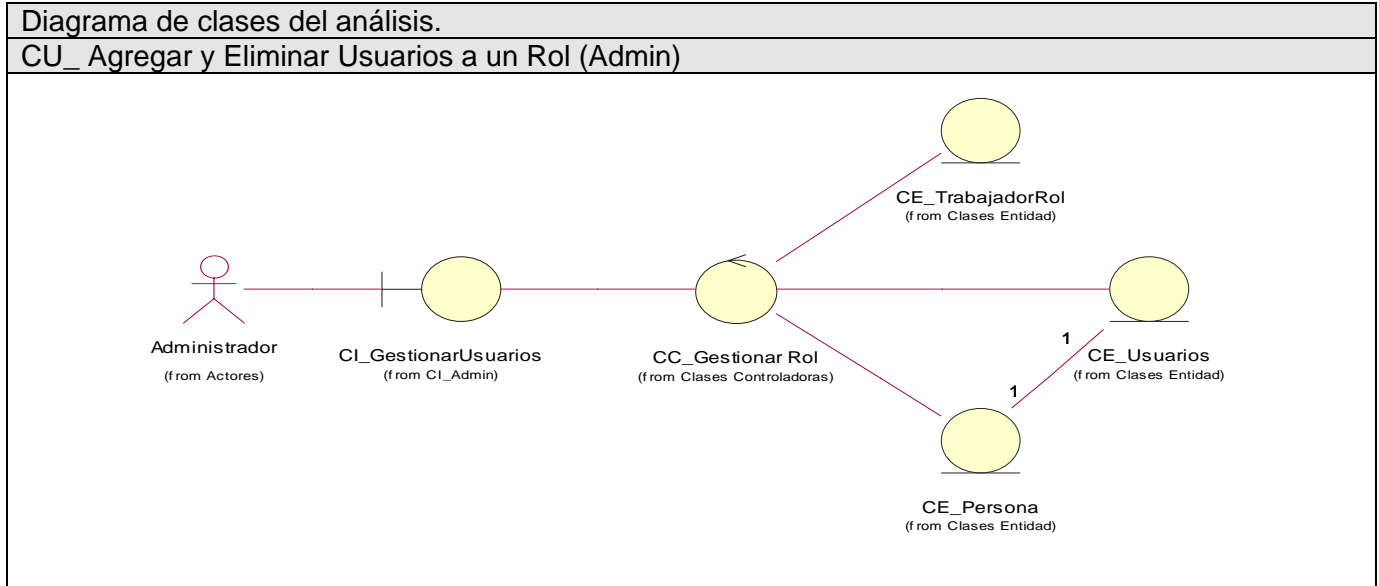 Diagrama de clases del análisis.
CU_ Agregar y Eliminar Usuarios a un Rol (Admin)
CE_TrabajadorRol
(from Clases Entidad)
Administrador
(from Actores)
CI_GestionarUsuarios
(from CI_Admin)
CC_Gestionar Rol
(from Clases Controladoras)
1
CE_Usuarios
(from Clases Entidad)
1
CE_Persona
(from Clases Entidad)